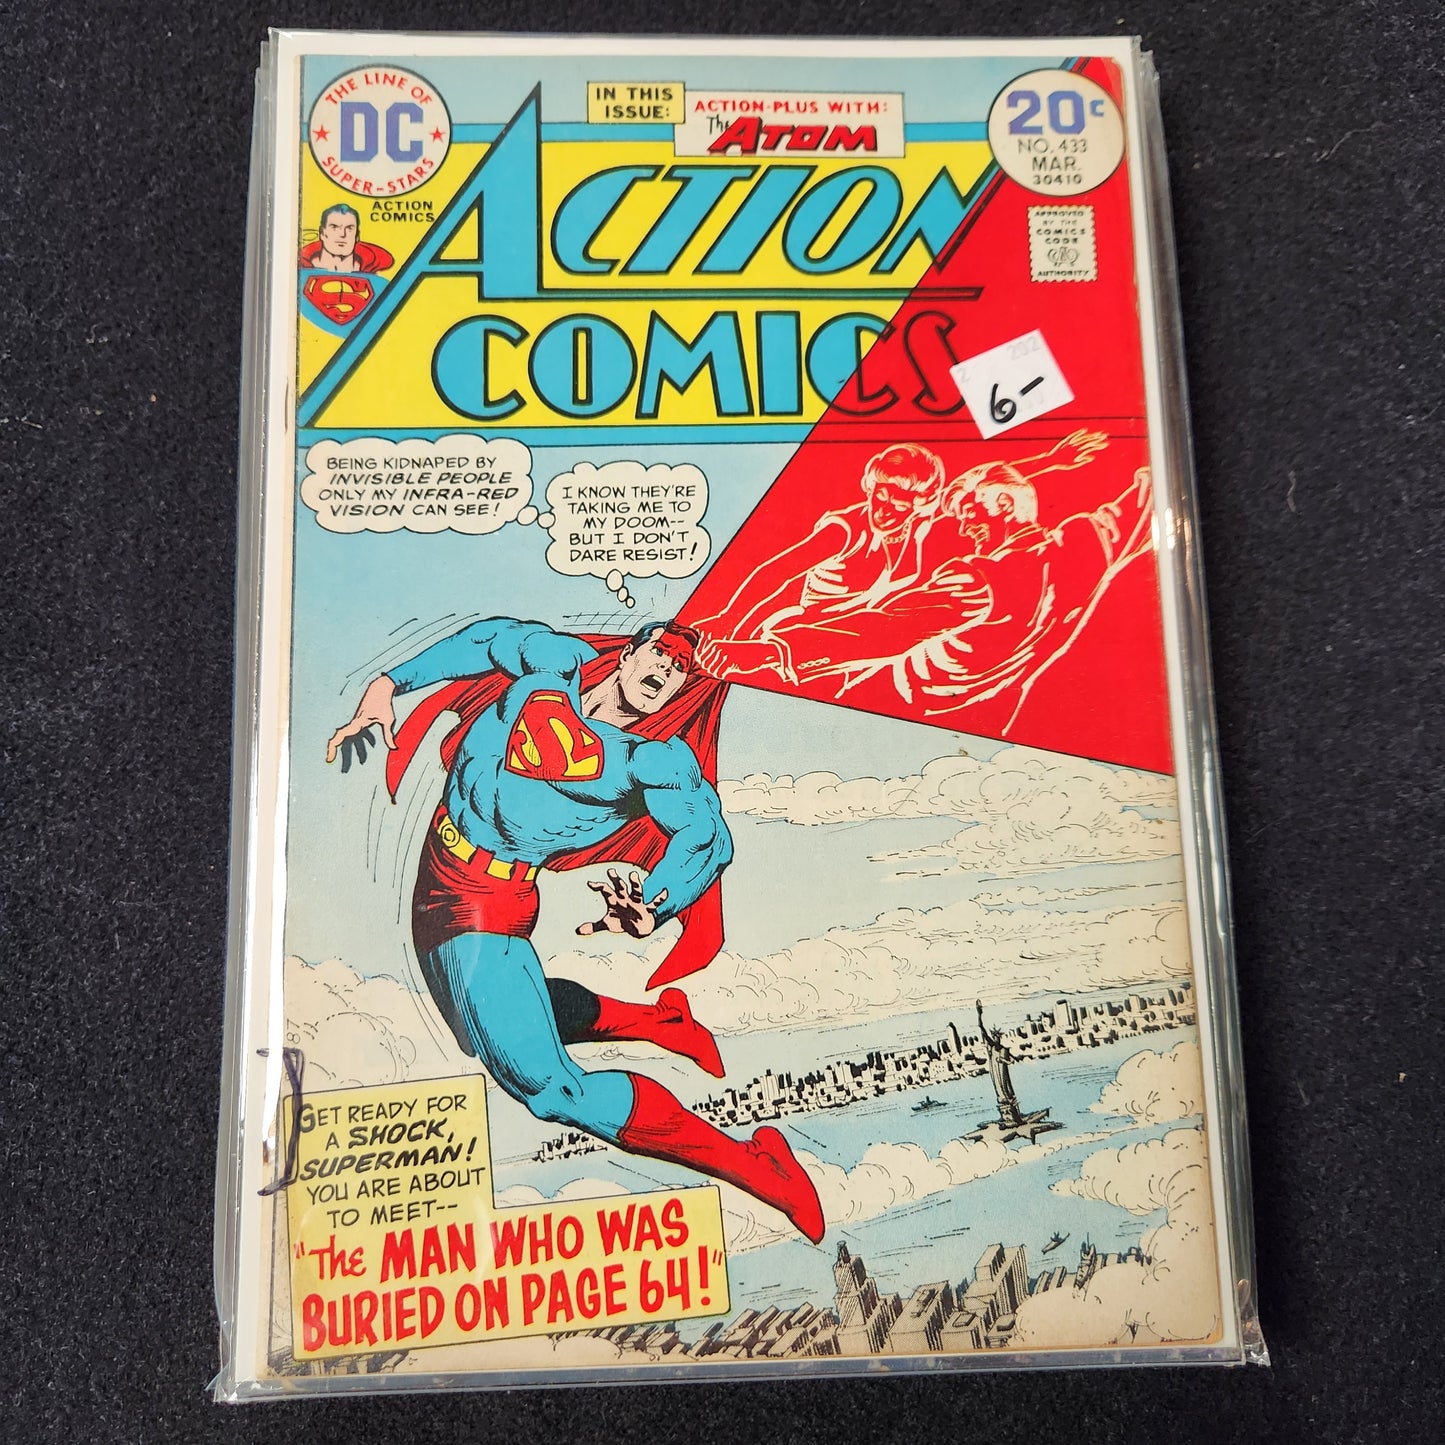 THE LINE OF
DC
SUPER-STARS
ACTION
COMICS
IN THIS
ISSUE:
ACTION-PLUS WITH:
The ATOM
20¢
NO. 433
MAR.
30410
APPROVED
BY THE
COMICS
CODE
AUTHORITY
ACTION
COMICS
6-
BEING KIDNAPED BY
INVISIBLE PEOPLE
ONLY MY INFRA-RED
VISION CAN SEE!
I KNOW THEY'RE
TAKING ME TO
MY DOOM--
BUT I DON'T
DARE RESIST!
GET READY FOR
A SHOCK,
SUPERMAN!
YOU ARE ABOUT
TO MEET--
"The MAN WHO WAS
BURIED ON PAGE 64!"